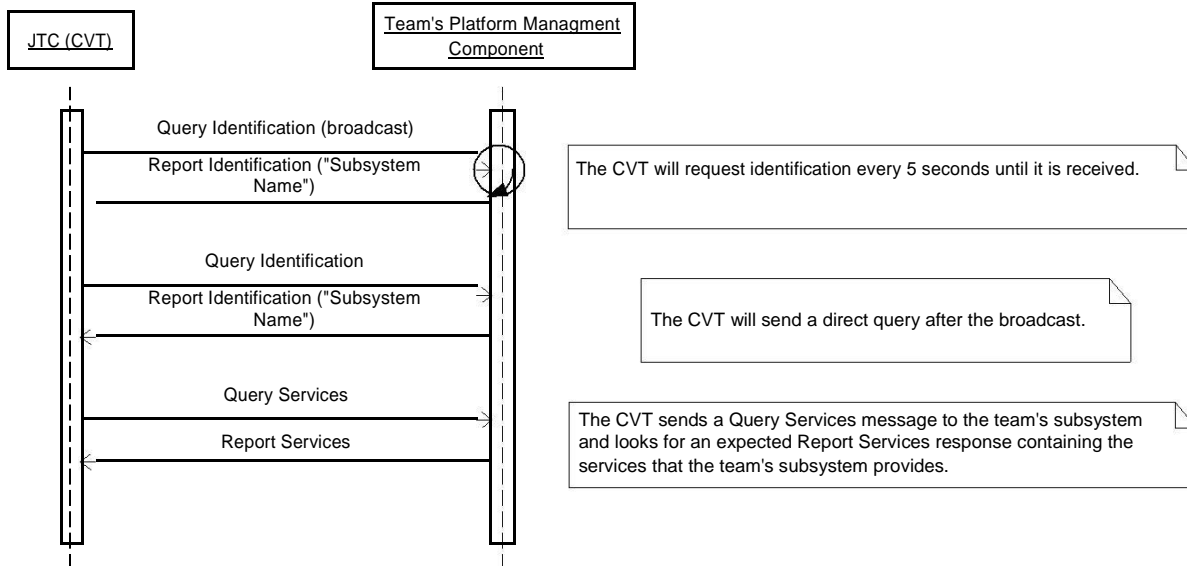 JTC (CVT)
Team's Platform Managment
Component
Query Identification (broadcast)
Report Identification ("Subsystem
Name")
The CVT will request identification every 5 seconds until it is received.
Query Identification
Report Identification ("Subsystem
Name")
The CVT will send a direct query after the broadcast.
Query Services
Report Services
The CVT sends a Query Services message to the team's subsystem
and looks for an expected Report Services response containing the
services that the team's subsystem provides.